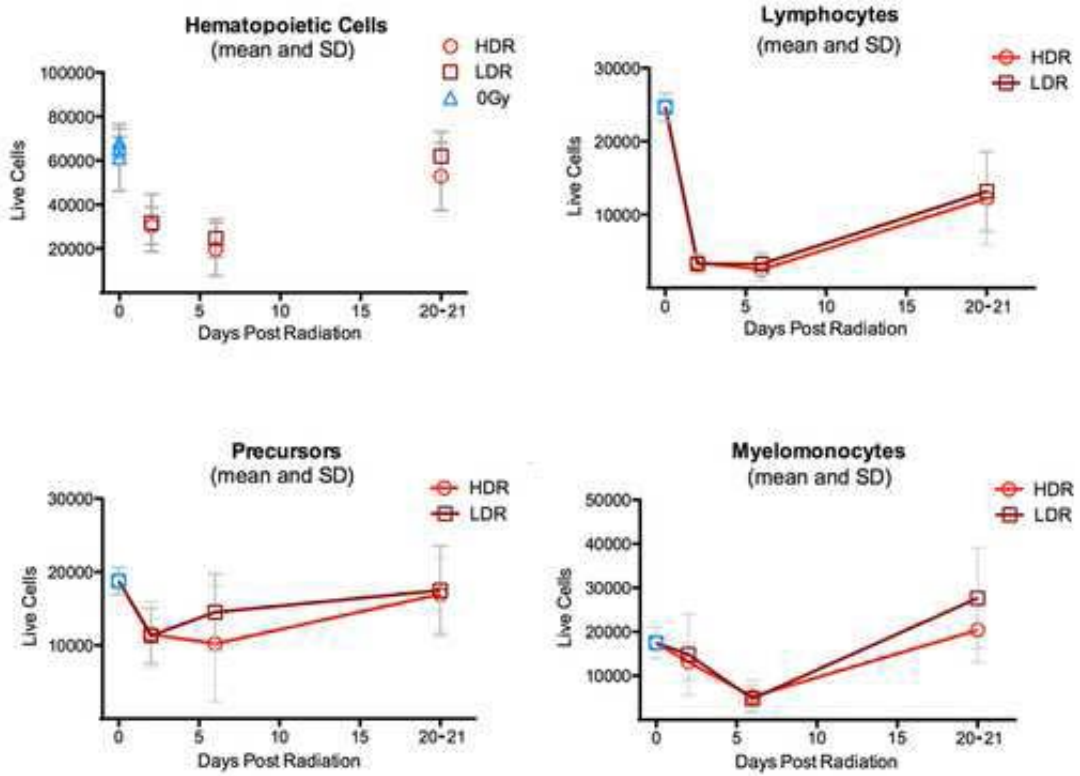 Hematopoietic Cells
(mean and SD)
HDR
LDR
0Gy
100000
80000
60000
40000
20000
Live Cells
0
5
10
15
20-21
Days Post Radiation
Lymphocytes
(mean and SD)
HDR
LDR
30000
20000
10000
Live Cells
0
5
10
15
20-21
Days Post Radiation
Precursors
(mean and SD)
HDR
LDR
30000
20000
10000
Live Cells
0
5
10
15
20-21
Days Post Radiation
Myelomonocytes
(mean and SD)
HDR
LDR
50000
40000
30000
20000
10000
Live Cells
0
5
10
15
20-21
Days Post Radiation